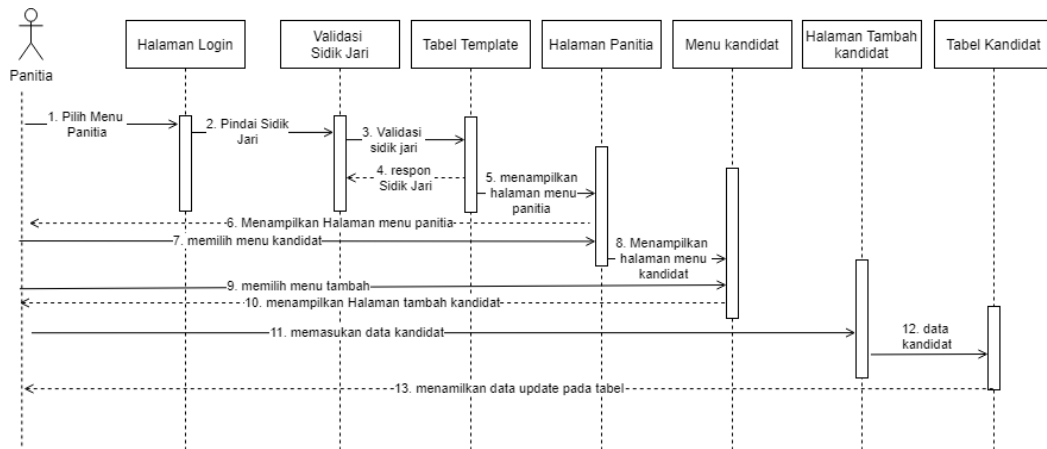 Panitia
Halaman Login
Validasi
Sidik Jari
Tabel Template
Halaman Panitia
Menu kandidat
Halaman Tambah
kandidat
Tabel Kandidat
1. Pilih Menu
Panitia
2. Pindai Sidik
Jari
3. Validasi
sidik jari
4. respon
Sidik Jari
5. menampilkan
halaman menu
panitia
6. Menampilkan Halaman menu panitia
7. memilih menu kandidat
8. Menampilkan
halaman menu
kandidat
9. memilih menu tambah
10. menampilkan Halaman tambah kandidat
11. memasukan data kandidat
12. data
kandidat
13. menamilkan data update pada tabel